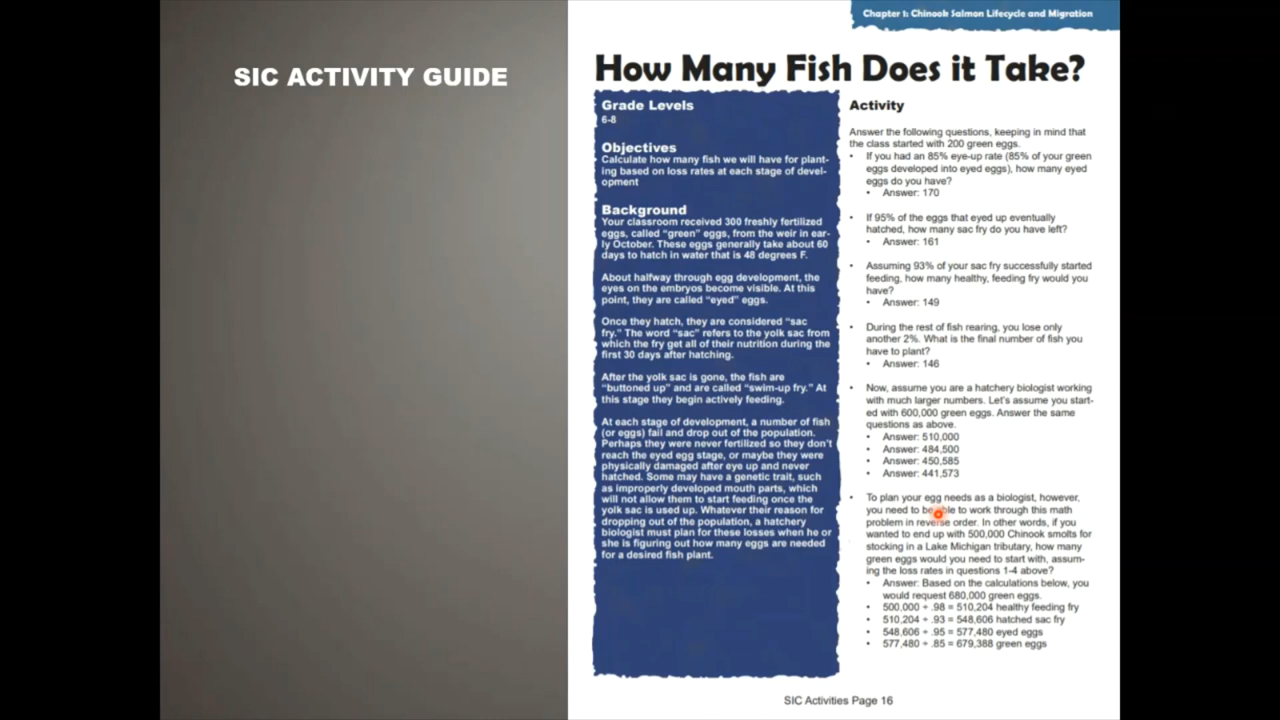 SIC ACTIVITY GUIDE
Chapter 1: Chinook Salmon Lifecycle and Migration
How Many Fish Does it Take?
Grade Levels
6-8
Objectives
Calculate how many fish we will have for plant-
ing based on loss rates at each stage of devel-
opment
Background
Your classroom received 300 freshly fertilized
eggs, called “green” eggs, from the weir in ear-
ly October. These eggs generally take about 60
days to hatch in water that is 48 degrees F.
About halfway through egg development, the
eyes on the embryos become visible. At this
point, they are called “eyed” eggs.
Once they hatch, they are considered “sac
fry.” The word “sac” refers to the yolk sac from
which the fry get all of their nutrition during the
first 30 days after hatching.
After the yolk sac is gone, the fish are
“buttoned up” and are called “swim-up fry.” At
this stage they begin actively feeding.
At each stage of development, a number of fish
(or eggs) fail and drop out of the population.
Perhaps they were never fertilized so they don’t
reach the eyed egg stage, or maybe they were
physically damaged after eye up and never
hatched. Some may have a genetic trait, such
as improperly developed mouth parts, which
will not allow them to start feeding once the
yolk sac is used up. Whatever their reason for
dropping out of the population, a hatchery
biologist must plan for these losses when he or
she is figuring out how many eggs are needed
for a desired fish plant.
Activity
Answer the following questions, keeping in mind that
the class started with 200 green eggs.
• If you had an 85% eye-up rate (85% of your green
eggs developed into eyed eggs), how many eyed
eggs do you have?
• Answer: 170
• If 95% of the eggs that eyed up eventually
hatched, how many sac fry do you have left?
• Answer: 161
• Assuming 93% of your sac fry successfully started
feeding, how many healthy, feeding fry would you
have?
• Answer: 149
• During the rest of fish rearing, you lose only
another 2%. What is the final number of fish you
have to plant?
• Answer: 146
• Now, assume you are a hatchery biologist working
with much larger numbers. Let’s assume you start-
ed with 600,000 green eggs. Answer the same
questions as above.
• Answer: 510,000
• Answer: 484,500
• Answer: 450,585
• Answer: 441,573
• To plan your egg needs as a biologist, however,
you need to be able to work through this math
problem in reverse order. In other words, if you
wanted to end up with 500,000 Chinook smolts for
stocking in a Lake Michigan tributary, how many
green eggs would you need to start with, assum-
ing the loss rates in questions 1-4 above?
• Answer: Based on the calculations below, you
would request 680,000 green eggs.
• 500,000 ÷ .98 = 510,204 healthy feeding fry
• 510,204 ÷ .93 = 548,606 hatched sac fry
• 548,606 ÷ .95 = 577,480 eyed eggs
• 577,480 ÷ .85 = 679,388 green eggs
SIC Activities Page 16